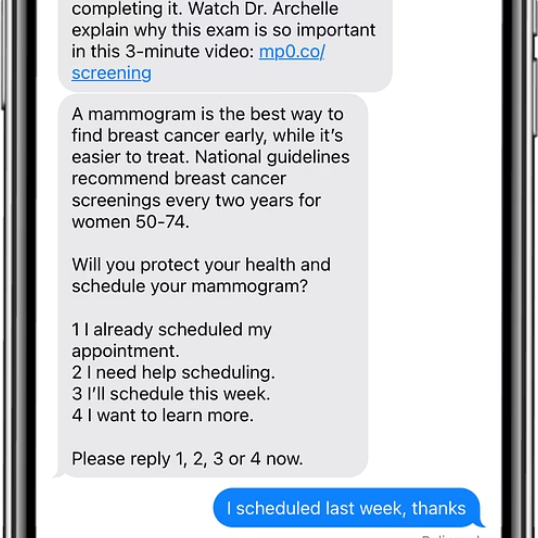 completing it. Watch Dr. Archelle
explain why this exam is so important
in this 3-minute video: mp0.co/
screening
A mammogram is the best way to
find breast cancer early, while it’s
easier to treat. National guidelines
recommend breast cancer
screenings every two years for
women 50-74.
Will you protect your health and
schedule your mammogram?
1 I already scheduled my
appointment.
2 I need help scheduling.
3 I’ll schedule this week.
4 I want to learn more.
Please reply 1, 2, 3 or 4 now.
I scheduled last week, thanks